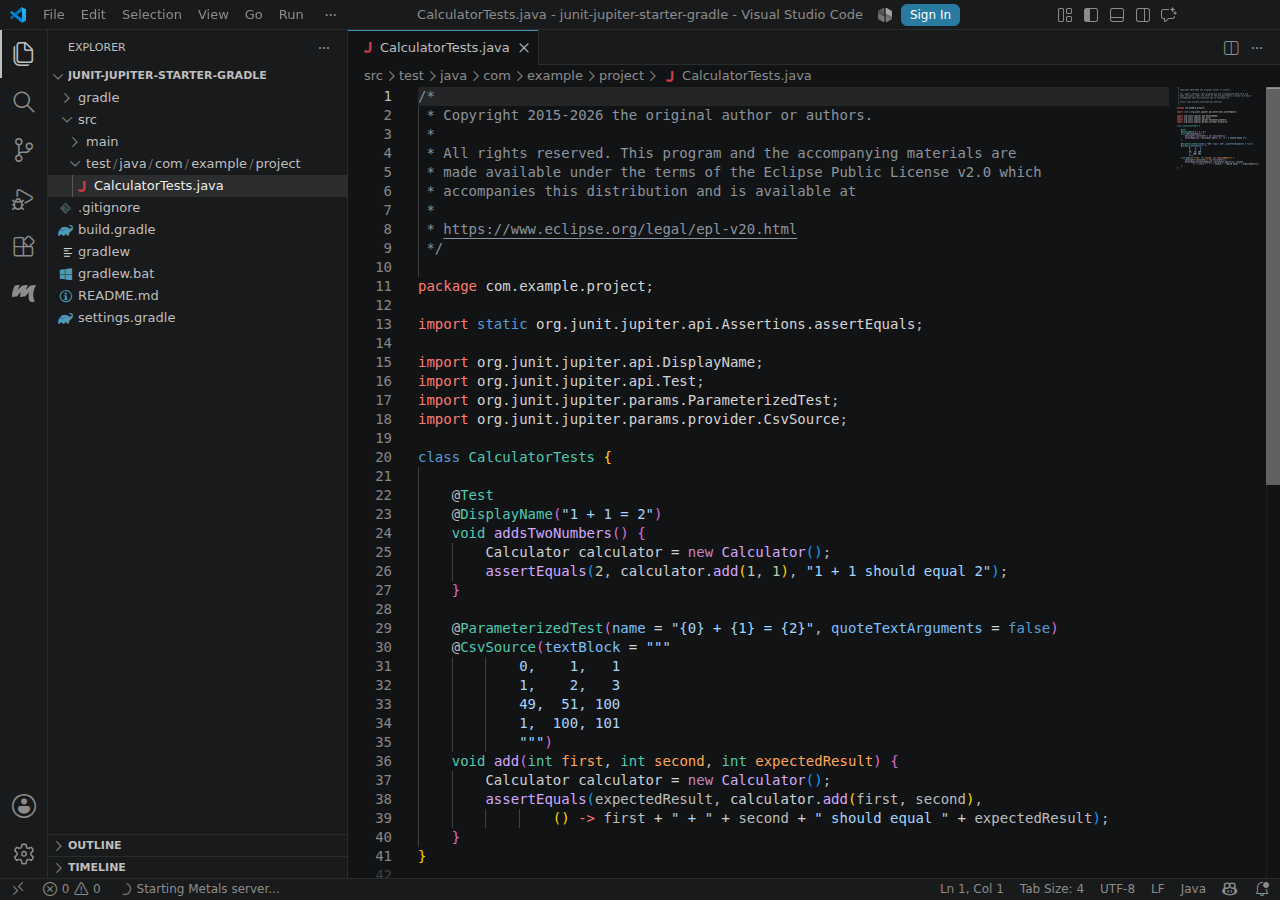 File Edit Selection View Go Run ··· CalculatorTests.java - junit-jupiter-starter-gradle - Visual Studio Code Sign In
EXPLORER
JUNIT-JUPITER-STARTER-GRADLE
gradle
src
main
test/java/com/example/project
CalculatorTests.java
.gitignore
build.gradle
gradlew
gradlew.bat
README.md
settings.gradle
OUTLINE
TIMELINE
CalculatorTests.java
src > test > java > com > example > project > CalculatorTests.java
1 /*
2  * Copyright 2015-2026 the original author or authors.
3  *
4  * All rights reserved. This program and the accompanying materials are
5  * made available under the terms of the Eclipse Public License v2.0 which
6  * accompanies this distribution and is available at
7  *
8  * https://www.eclipse.org/legal/epl-v20.html
9  */
10
11 package com.example.project;
12
13 import static org.junit.jupiter.api.Assertions.assertEquals;
14
15 import org.junit.jupiter.api.DisplayName;
16 import org.junit.jupiter.api.Test;
17 import org.junit.jupiter.params.ParameterizedTest;
18 import org.junit.jupiter.params.provider.CsvSource;
19
20 class CalculatorTests {
21
22     @Test
23     @DisplayName("1 + 1 = 2")
24     void addsTwoNumbers() {
25         Calculator calculator = new Calculator();
26         assertEquals(2, calculator.add(1, 1), "1 + 1 should equal 2");
27     }
28
29     @ParameterizedTest(name = "{0} + {1} = {2}", quoteTextArguments = false)
30     @CsvSource(textBlock = """
31             0,    1,   1
32             1,    2,   3
33             49,  51, 100
34             1,  100, 101
35             """)
36     void add(int first, int second, int expectedResult) {
37         Calculator calculator = new Calculator();
38         assertEquals(expectedResult, calculator.add(first, second),
39                 () -> first + " + " + second + " should equal " + expectedResult);
40     }
41 }
42
0 0 Starting Metals server... Ln 1, Col 1 Tab Size: 4 UTF-8 LF Java